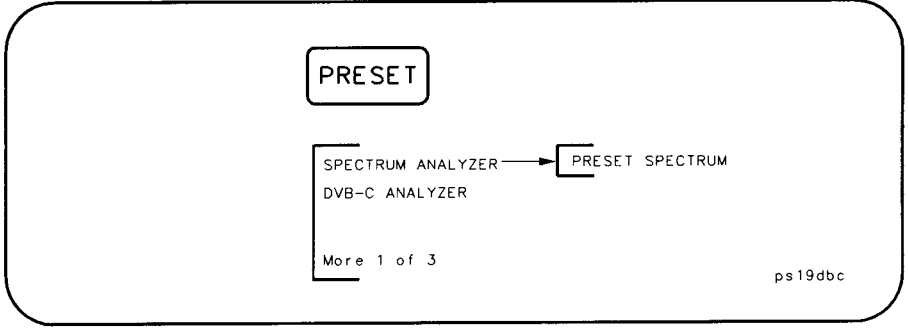 PRESET
SPECTRUM ANALYZER PRESET SPECTRUM
DVB-C ANALYZER
More 1 of 3
ps19dbc